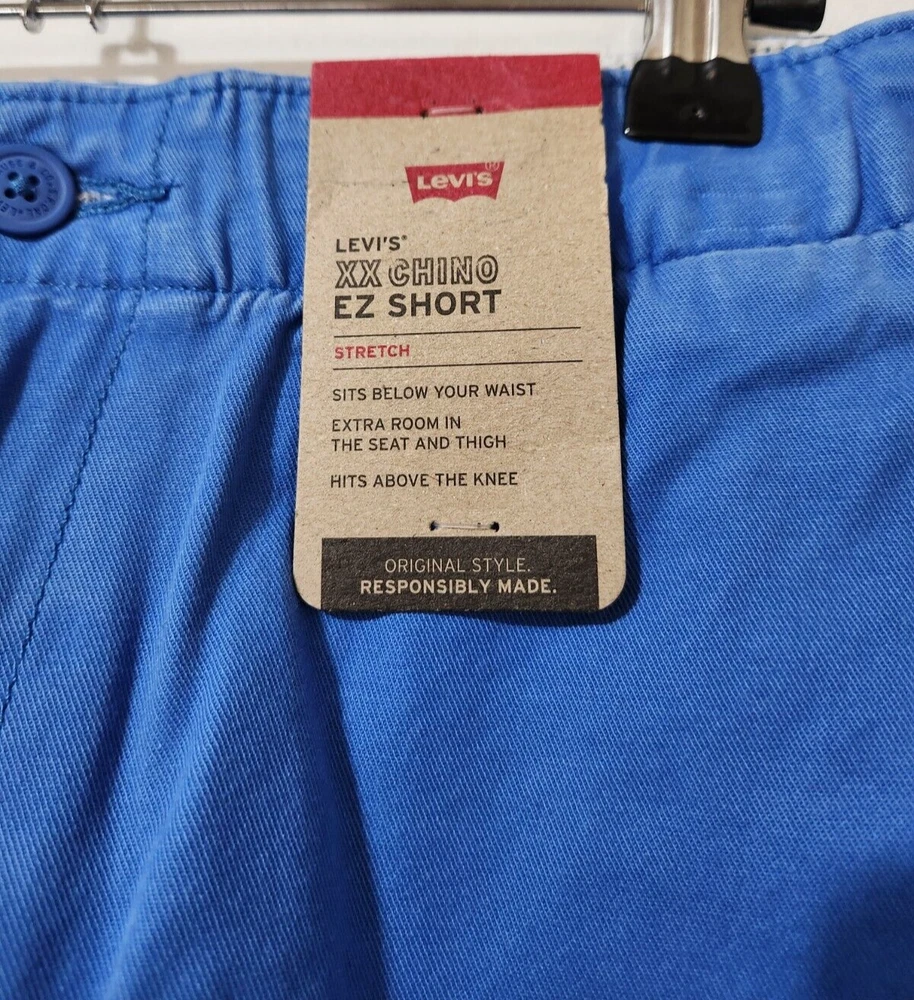 LEVI'S
LEVI'S®
XX CHINO
EZ SHORT
STRETCH
SITS BELOW YOUR WAIST
EXTRA ROOM IN
THE SEAT AND THIGH
HITS ABOVE THE KNEE
ORIGINAL STYLE.
RESPONSIBLY MADE.